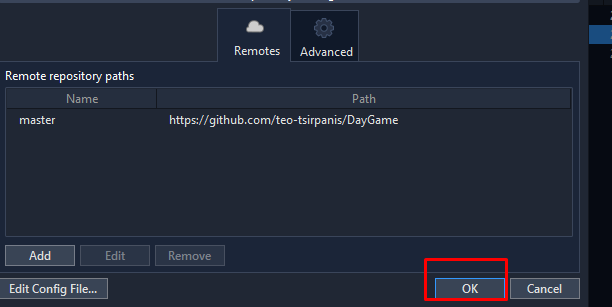 Remotes
Advanced
Remote repository paths
Name
Path
master
https://github.com/teo-tsirpanis/DayGame
Add
Edit
Remove
Edit Config File...
OK
Cancel